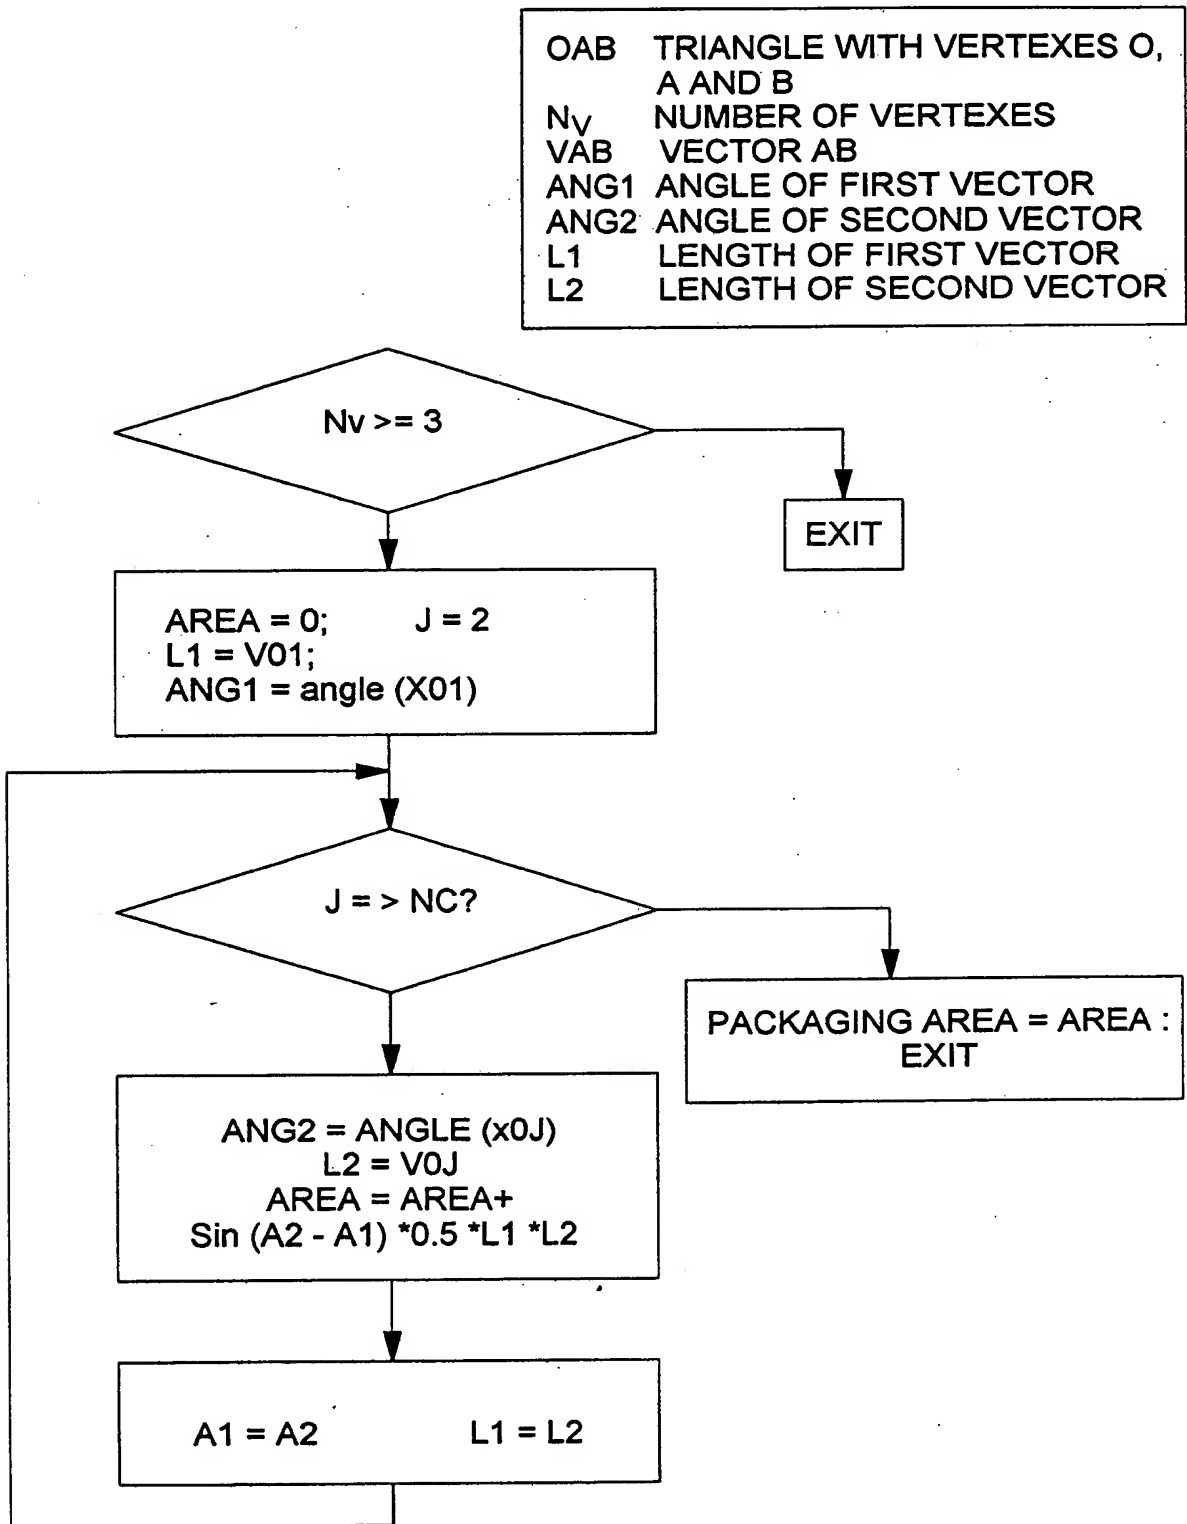 OAB TRIANGLE WITH VERTEXES O,
A AND B
NV NUMBER OF VERTEXES
VAB VECTOR AB
ANG1 ANGLE OF FIRST VECTOR
ANG2 ANGLE OF SECOND VECTOR
L1 LENGTH OF FIRST VECTOR
L2 LENGTH OF SECOND VECTOR
Nv >= 3
EXIT
AREA = 0; J = 2
L1 = V01;
ANG1 = angle (X01)
J = > NC?
PACKAGING AREA = AREA :
EXIT
ANG2 = ANGLE (x0J)
L2 = V0J
AREA = AREA+
Sin (A2 - A1) *0.5 *L1 *L2
A1 = A2 L1 = L2